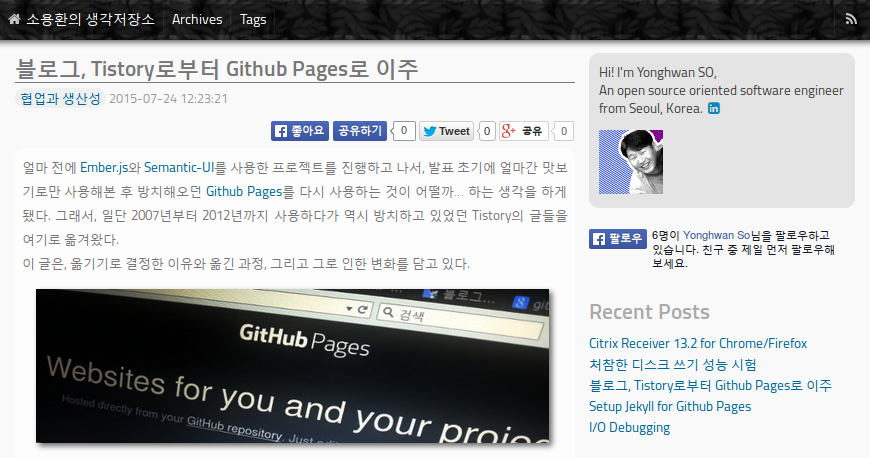 소용환의 생각저장소 Archives Tags
블로그, Tistory로부터 Github Pages로 이주
협업과 생산성 2015-07-24 12:23:21
좋아요 공유하기 0 Tweet 0 g+ 공유 0
얼마 전에 Ember.js와 Semantic-UI를 사용한 프로젝트를 진행하고 나서, 발표 초기에 얼마간 맛보
기로만 사용해본 후 방치해오던 Github Pages를 다시 사용하는 것이 어떨까... 하는 생각을 하게
됐다. 그래서, 일단 2007년부터 2012년까지 사용하다가 역시 방치하고 있었던 Tistory의 글들을
여기로 옮겨왔다.
이 글은, 옮기기로 결정한 이유와 옮긴 과정, 그리고 그로 인한 변화를 담고 있다.
블로그...
git
검색
GitHub Pages
Websites for you and your projec
Hosted directly from your GitHub repository. Just edit
Hi! I'm Yonghwan SO,
An open source oriented software engineer
from Seoul, Korea. in
팔로우
6명이 Yonghwan So님을 팔로우하고
있습니다. 친구 중 제일 먼저 팔로우해
보세요.
Recent Posts
Citrix Receiver 13.2 for Chrome/Firefox
처참한 디스크 쓰기 성능 시험
블로그, Tistory로부터 Github Pages로 이주
Setup Jekyll for Github Pages
I/O Debugging